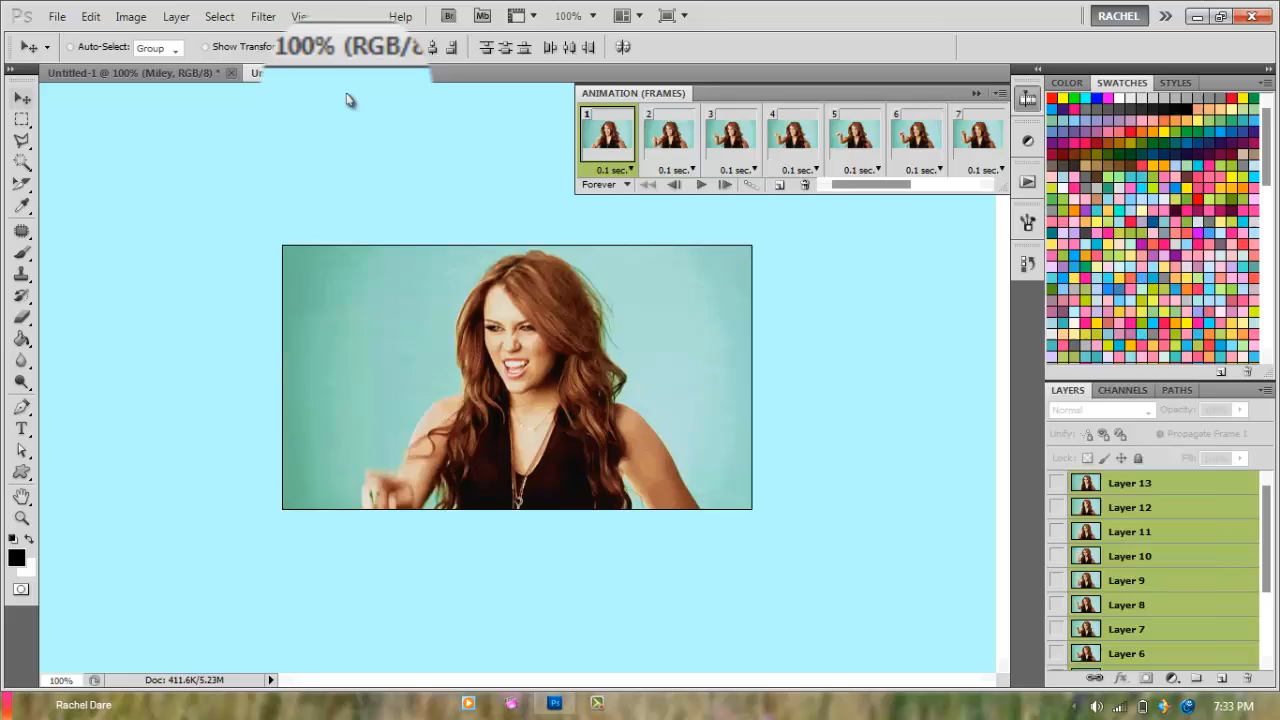 Ps File Edit Image Layer Select Filter Help Br Mb 100% RACHEL
Auto-Select: Group Show 100% (RGB/8
Untitled-1 @ 100% (Miley, RGB/8) *
ANIMATION (FRAMES)
1 2 3 4 5 6 7
0.1 sec. 0.1 sec. 0.1 sec. 0.1 sec. 0.1 sec. 0.1 sec. 0.1 sec.
Forever
COLOR SWATCHES STYLES
LAYERS CHANNELS PATHS
Normal Opacity:
Unify: Propagate Frame 1
Lock: Fill:
Layer 13
Layer 12
Layer 11
Layer 10
Layer 9
Layer 8
Layer 7
Layer 6
100% Doc: 411.6K/5.23M
Rachel Dare Ps 7:33 PM